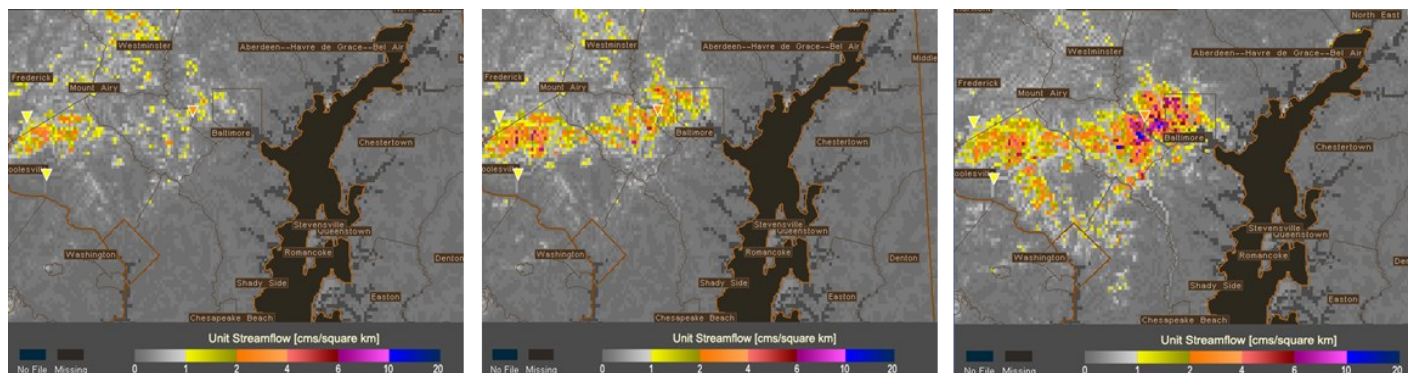 Westminster
Aberdeen--Havre de Grace--Bel Air
Frederick
Mount Airy
Baltimore
Chestertown
oolesvil
Stevensville
Queenstown
Washington
Romancoke
Denton
Shady Side
Easton
Chesapeake Beach
Unit Streamflow [cms/square km]
No File Missing 0 1 2 4 6 10 20
Westminster
Aberdeen--Havre de Grace--Bel Air
Middle
Frederick
Mount Airy
Baltimore
Chestertown
oolesvil
Stevensville
Queenstown
Washington
Romancoke
Denton
Shady Side
Easton
Chesapeake Beach
Unit Streamflow [cms/square km]
No File Missing 0 1 2 4 6 10 20
North East
Westminster
Aberdeen--Havre de Grace--Bel Air
Frederick
Mount Airy
Baltimore
Chestertown
oolesvill
Stevensville
Queenstown
Washington
Romancoke
Shady Side
Easton
Chesapeake Beach
Unit Streamflow [cms/square km]
No File Missing 0 1 2 4 6 10 20